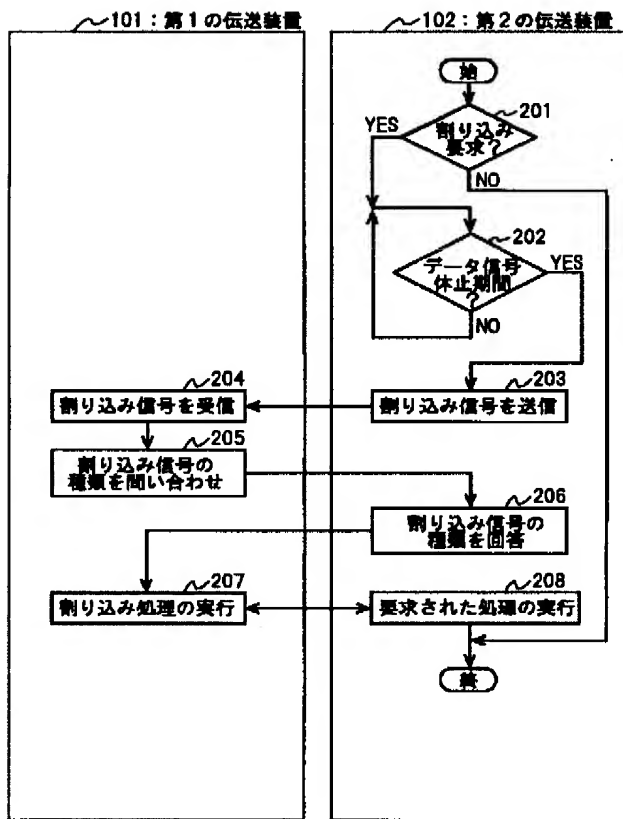 101:第1の伝送装置
102:第2の伝送装置
始
201
割り込み
要求?
YES
NO
202
データ信号
休止期間
?
YES
NO
204
割り込み信号を受信
203
割り込み信号を送信
205
割り込み信号の
種類を問い合わせ
206
割り込み信号の
種類を回答
207
割り込み処理の実行
208
要求された処理の実行
終